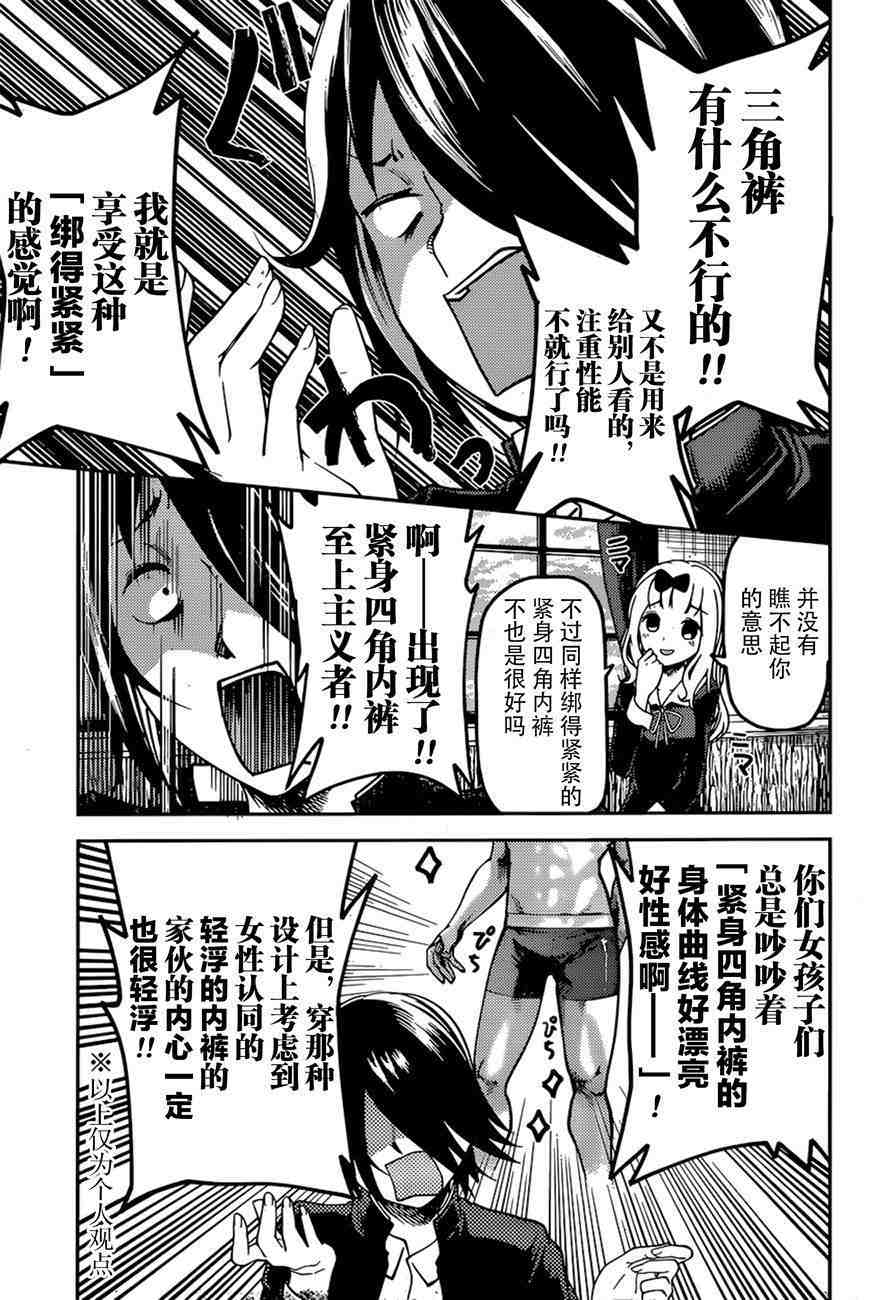 三角裤
有什么不行的!!
又不是用来
给别人看的,
注重性能
不就行了吗!!
我就是
享受这种
「绑得紧紧」
的感觉啊!
わっ
并没有
瞧不起你
的意思
不过同样绑得紧紧的
紧身四角内裤
不也是很好吗
啊——出现了!!
紧身四角内裤
至上主义者!!
你们女孩子们
总是吵吵着
「紧身四角内裤的
身体曲线好漂亮
好性感啊——」!
ぴち
ぴち
但是,穿那种
设计上考虑到
女性认同的
轻浮的内裤的
家伙的内心一定
也很轻浮!!
※以上仅为个人观点